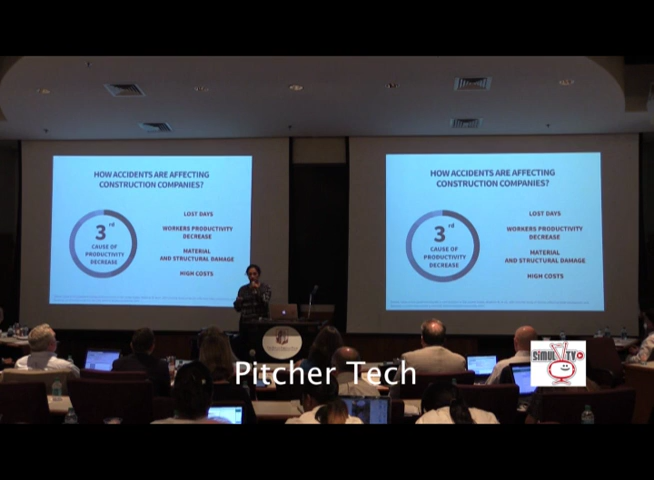 HOW ACCIDENTS ARE AFFECTING
CONSTRUCTION COMPANIES?
3rd
CAUSE OF
PRODUCTIVITY
DECREASE
LOST DAYS
WORKERS PRODUCTIVITY
DECREASE
MATERIAL
AND STRUCTURAL DAMAGE
HIGH COSTS
HOW ACCIDENTS ARE AFFECTING
CONSTRUCTION COMPANIES?
3rd
CAUSE OF
PRODUCTIVITY
DECREASE
LOST DAYS
WORKERS PRODUCTIVITY
DECREASE
MATERIAL
AND STRUCTURAL DAMAGE
HIGH COSTS
Pitcher Tech
SiMULTV